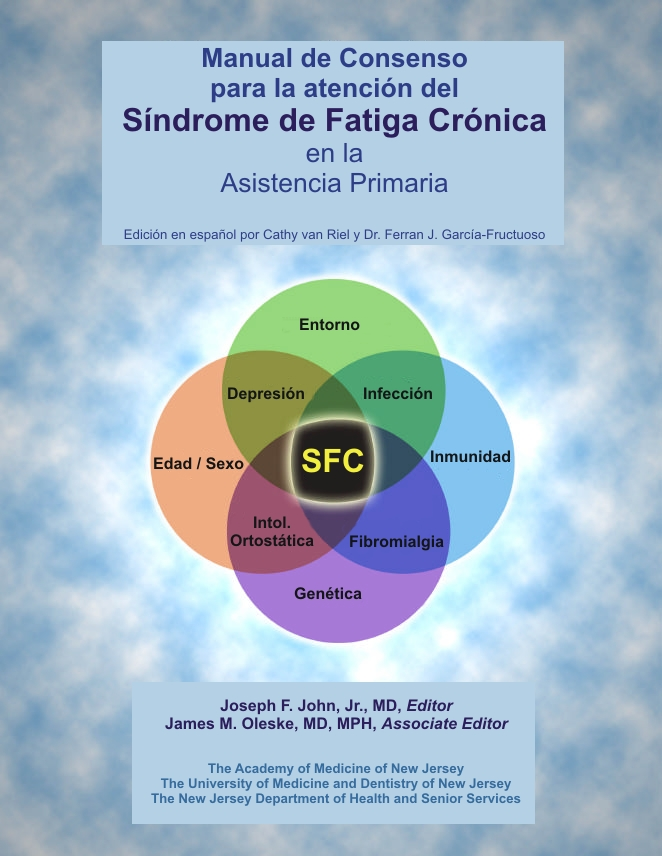 Manual de Consenso
para la atención del
Síndrome de Fatiga Crónica
en la
Asistencia Primaria
Edición en español por Cathy van Riel y Dr. Ferran J. García-Fructuoso
Entorno
Depresión
Infección
Edad / Sexo
SFC
Inmunidad
Intol.
Ortostática
Fibromialgia
Genética
Joseph F. John, Jr., MD, Editor
James M. Oleske, MD, MPH, Associate Editor
The Academy of Medicine of New Jersey
The University of Medicine and Dentistry of New Jersey
The New Jersey Department of Health and Senior Services